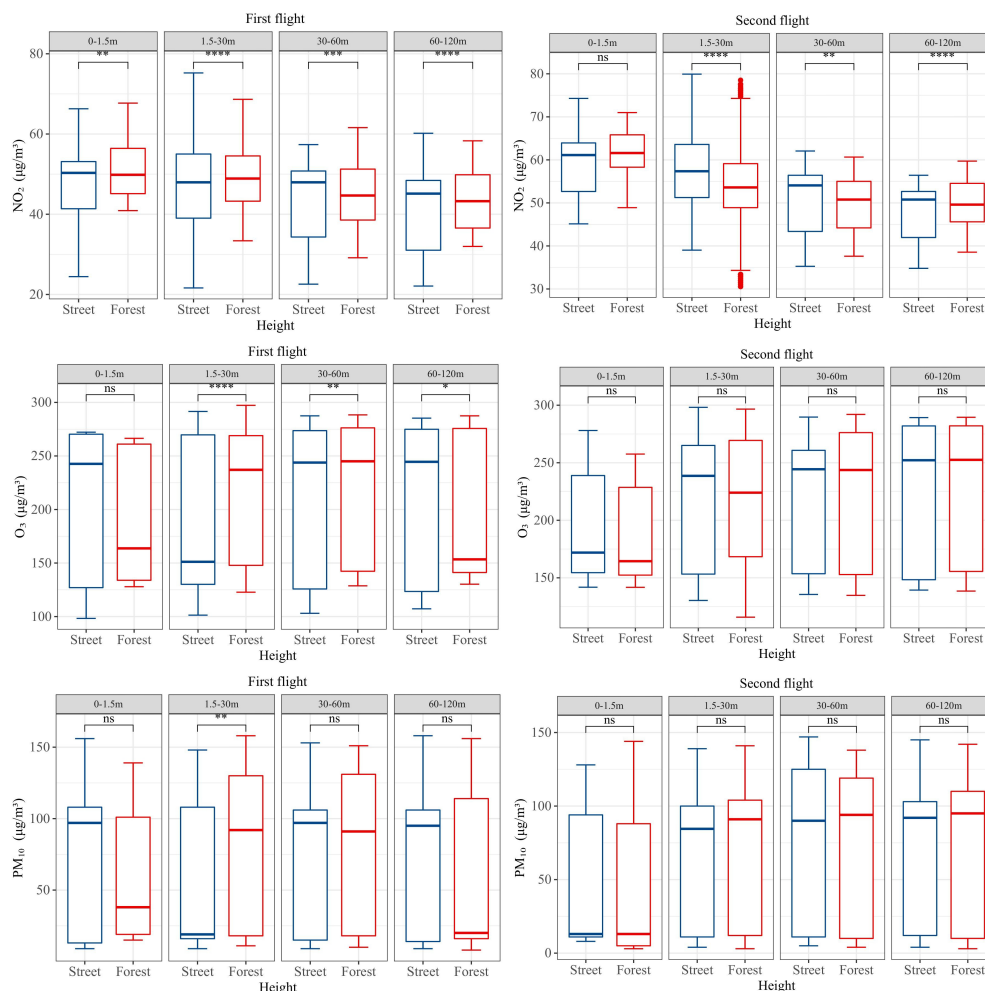 First flight
0-1.5m 1.5-30m 30-60m 60-120m
** **** *** ****
80
60
40
20
NO₂ (µg/m³)
Street Forest Street Forest Street Forest Street Forest
Height
Second flight
0-1.5m 1.5-30m 30-60m 60-120m
ns **** ** ****
80
70
60
50
40
30
NO₂ (µg/m³)
Street Forest Street Forest Street Forest Street Forest
Height
First flight
0-1.5m 1.5-30m 30-60m 60-120m
ns **** ** *
300
250
200
150
100
O₃ (µg/m³)
Street Forest Street Forest Street Forest Street Forest
Height
Second flight
0-1.5m 1.5-30m 30-60m 60-120m
ns ns ns ns
300
250
200
150
O₃ (µg/m³)
Street Forest Street Forest Street Forest Street Forest
Height
First flight
0-1.5m 1.5-30m 30-60m 60-120m
ns ** ns ns
150
100
50
PM₁₀ (µg/m³)
Street Forest Street Forest Street Forest Street Forest
Height
Second flight
0-1.5m 1.5-30m 30-60m 60-120m
ns ns ns ns
150
100
50
0
PM₁₀ (µg/m³)
Street Forest Street Forest Street Forest Street Forest
Height